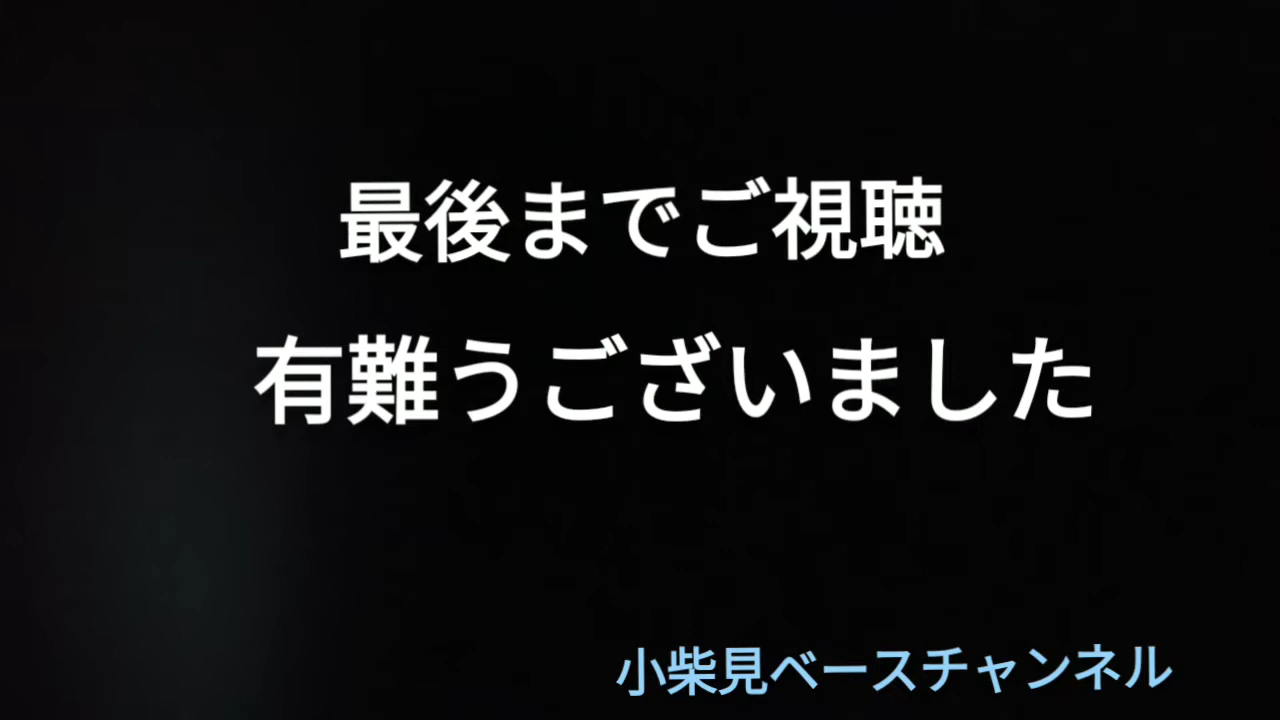 最後までご視聴
有難うございました
小柴見ベースチャンネル